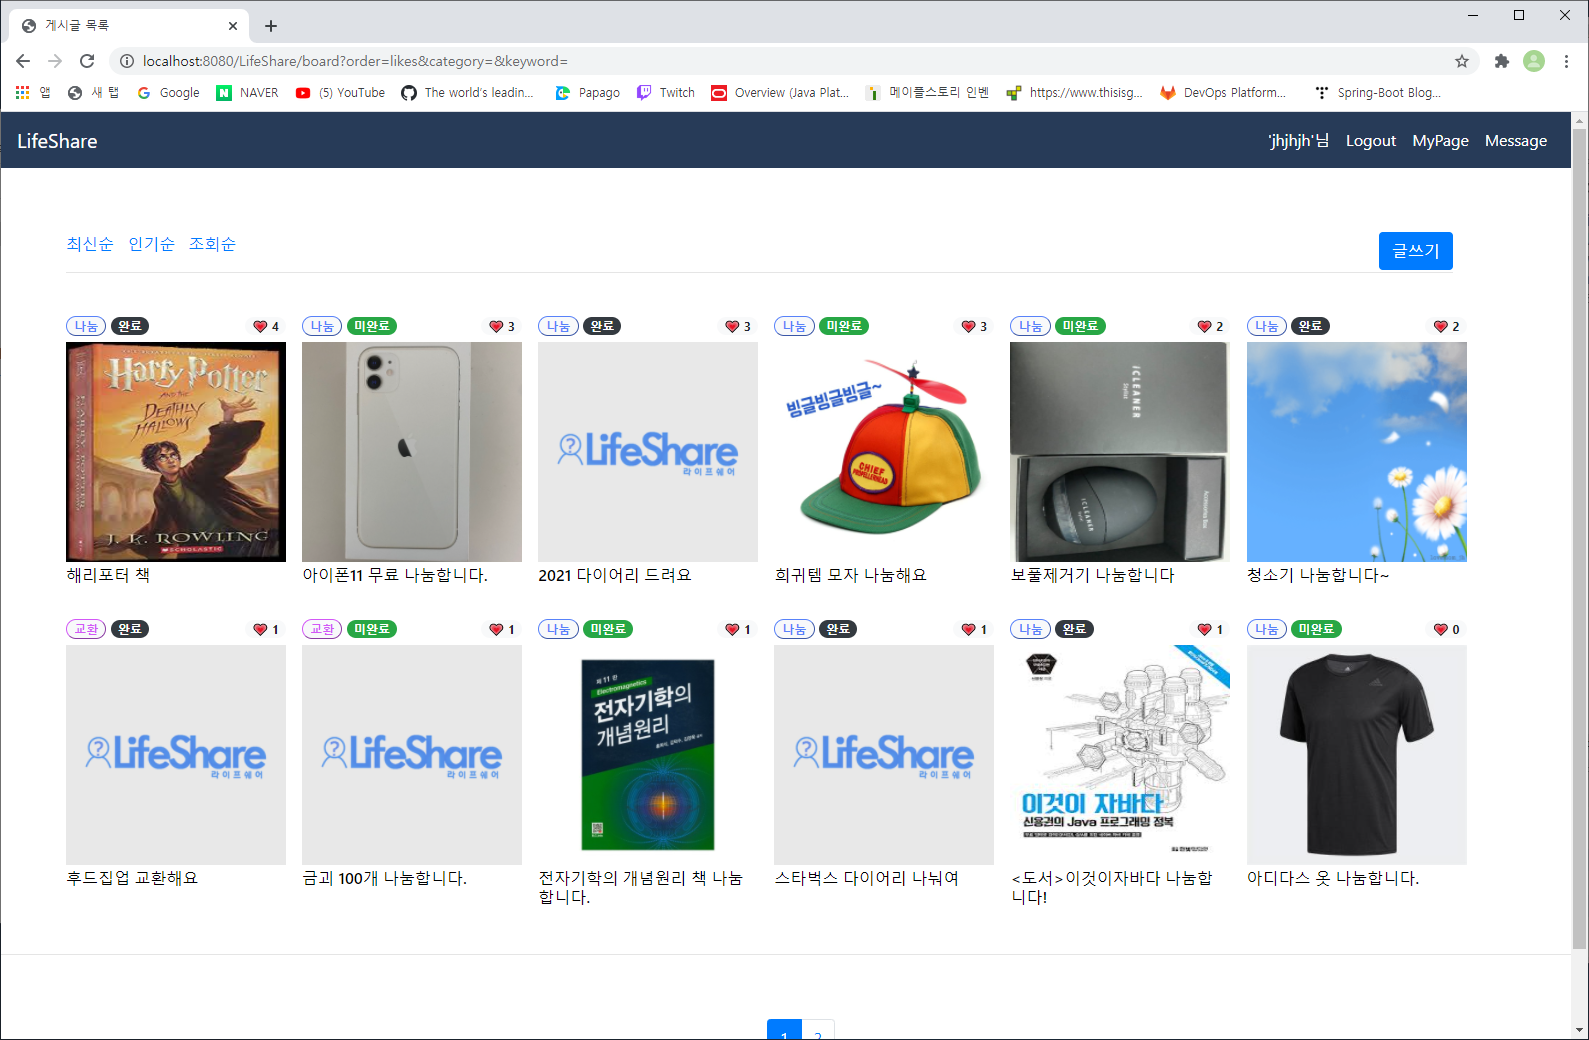 게시글 목록
localhost:8080/LifeShare/board?order=likes&category=&keyword=
앱 새 탭 Google NAVER (5) YouTube The world's leadin... Papago Twitch Overview (Java Plat... 메이플스토리 인벤 https://www.thisisg... DevOps Platform... Spring-Boot Blog...
LifeShare 'jhjhjh'님 Logout MyPage Message
최신순 인기순 조회순 글쓰기
나눔 완료 4 나눔 미완료 3 나눔 완료 3 나눔 미완료 3 나눔 미완료 2 나눔 완료 2
Harry Potter
AND THE
DEATHLY
HALLOWS
J. K. ROWLING
SCHOLASTIC
LifeShare
라이프쉐어
빙글빙글빙글~
CHIEF
PROPELLERHEAD
iCLEANER
Stylist
iCLEANER
Accessories Box
해리포터 책 아이폰11 무료 나눔합니다. 2021 다이어리 드려요 희귀템 모자 나눔해요 보풀제거기 나눔합니다 청소기 나눔합니다~
교환 완료 1 교환 미완료 1 나눔 미완료 1 나눔 완료 1 나눔 완료 1 나눔 미완료 0
LifeShare
라이프쉐어
LifeShare
라이프쉐어
제 11 판
Electromagnetics
전자기학의
개념원리
LifeShare
라이프쉐어
이것이 자바다
신용권의 Java 프로그래밍 정복
한빛미디어
후드집업 교환해요 금괴 100개 나눔합니다. 전자기학의 개념원리 책 나눔 스타벅스 다이어리 나눠여 <도서>이것이자바다 나눔합 아디다스 옷 나눔합니다.
합니다. 니다!
1 2